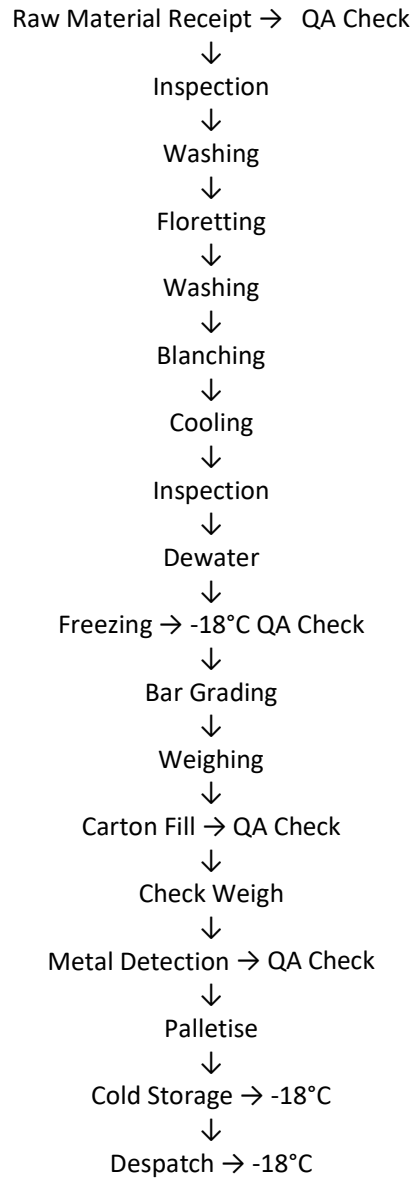 Raw Material Receipt → QA Check
↓
Inspection
↓
Washing
↓
Floretting
↓
Washing
↓
Blanching
↓
Cooling
↓
Inspection
↓
Dewater
↓
Freezing → -18°C QA Check
↓
Bar Grading
↓
Weighing
↓
Carton Fill → QA Check
↓
Check Weigh
↓
Metal Detection → QA Check
↓
Palletise
↓
Cold Storage → -18°C
↓
Despatch → -18°C